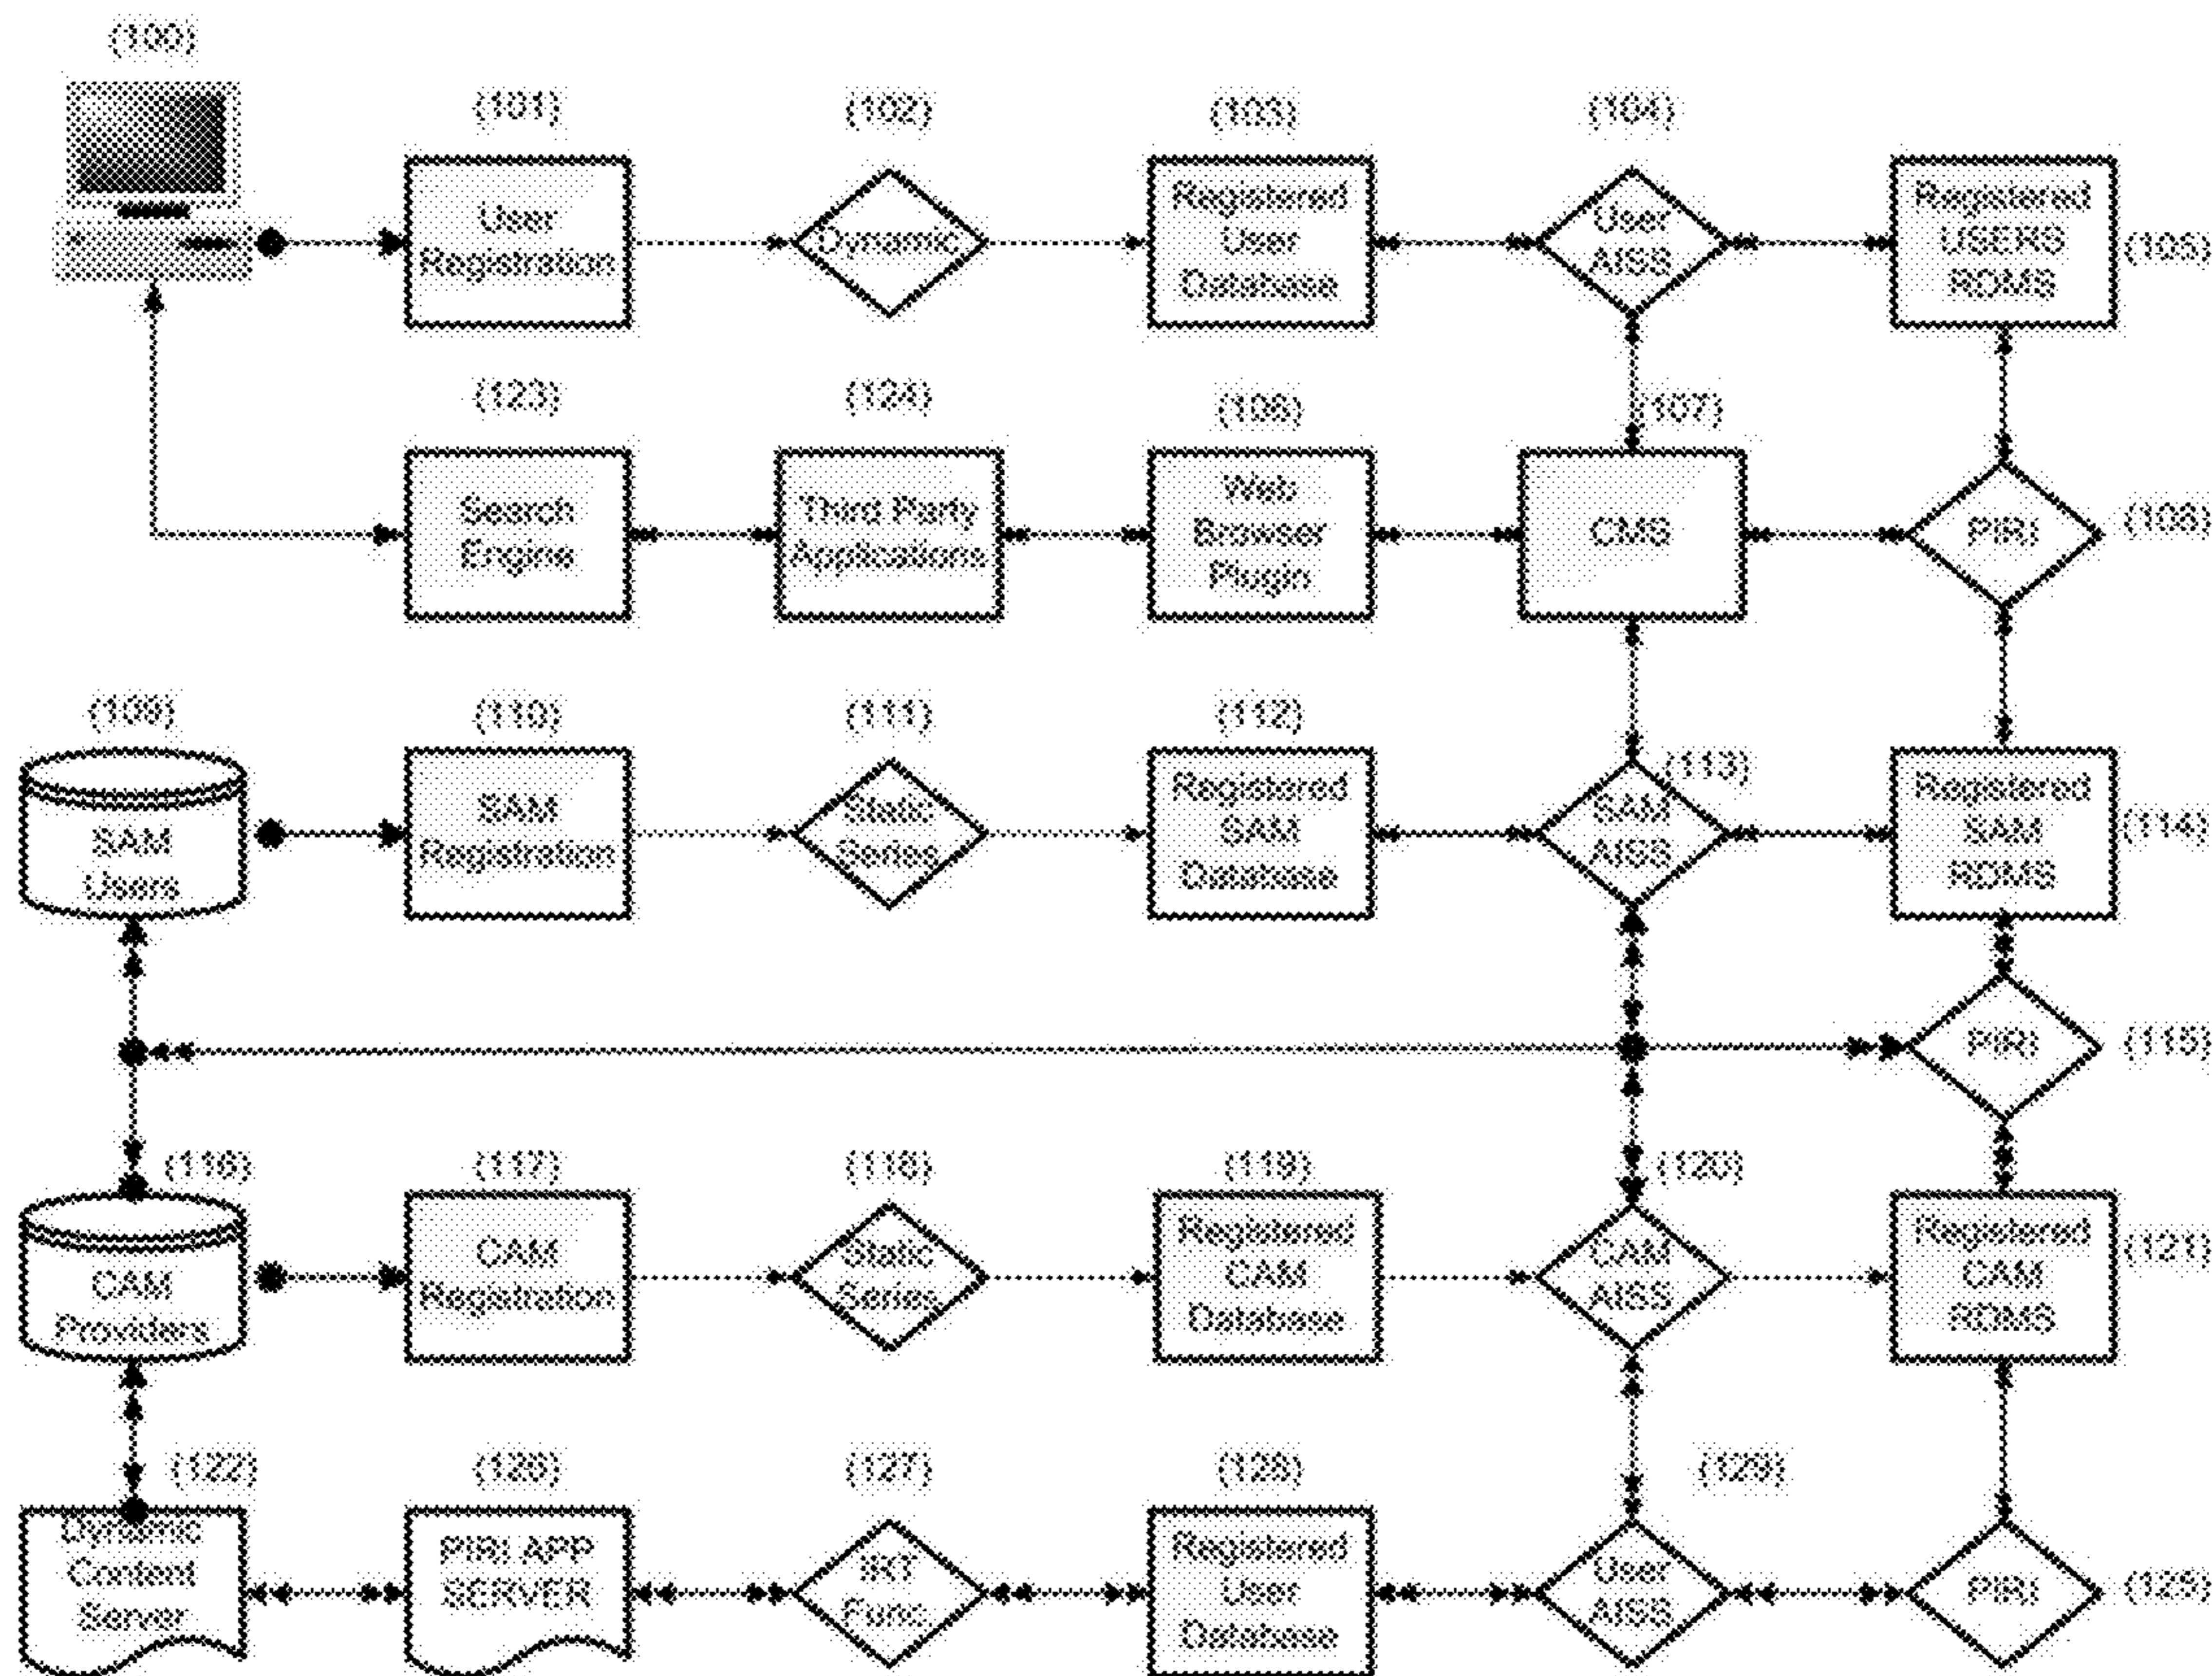 (100)
(101)
(102)
(103)
(104)
User
Registration
Dynamic
Registered
User
Database
User
AISS
Registered
USERS
RDMS
(105)
(123)
(124)
(106)
(107)
Search
Engine
Third Party
Applications
Web
Browser
Plugin
CMS
PIRI
(108)
(109)
(110)
(111)
(112)
(113)
SAM
Users
SAM
Registration
Static
Series
Registered
SAM
Database
SAM
AISS
Registered
SAM
RDMS
(114)
PIRI
(115)
(116)
(117)
(118)
(119)
(120)
CAM
Providers
CAM
Registration
Static
Series
Registered
CAM
Database
CAM
AISS
Registered
CAM
RDMS
(121)
(122)
(126)
(127)
(128)
(129)
Dynamic
Content
Server
PIRI APP
SERVER
IRT
Func
Registered
User
Database
User
AISS
PIRI
(125)